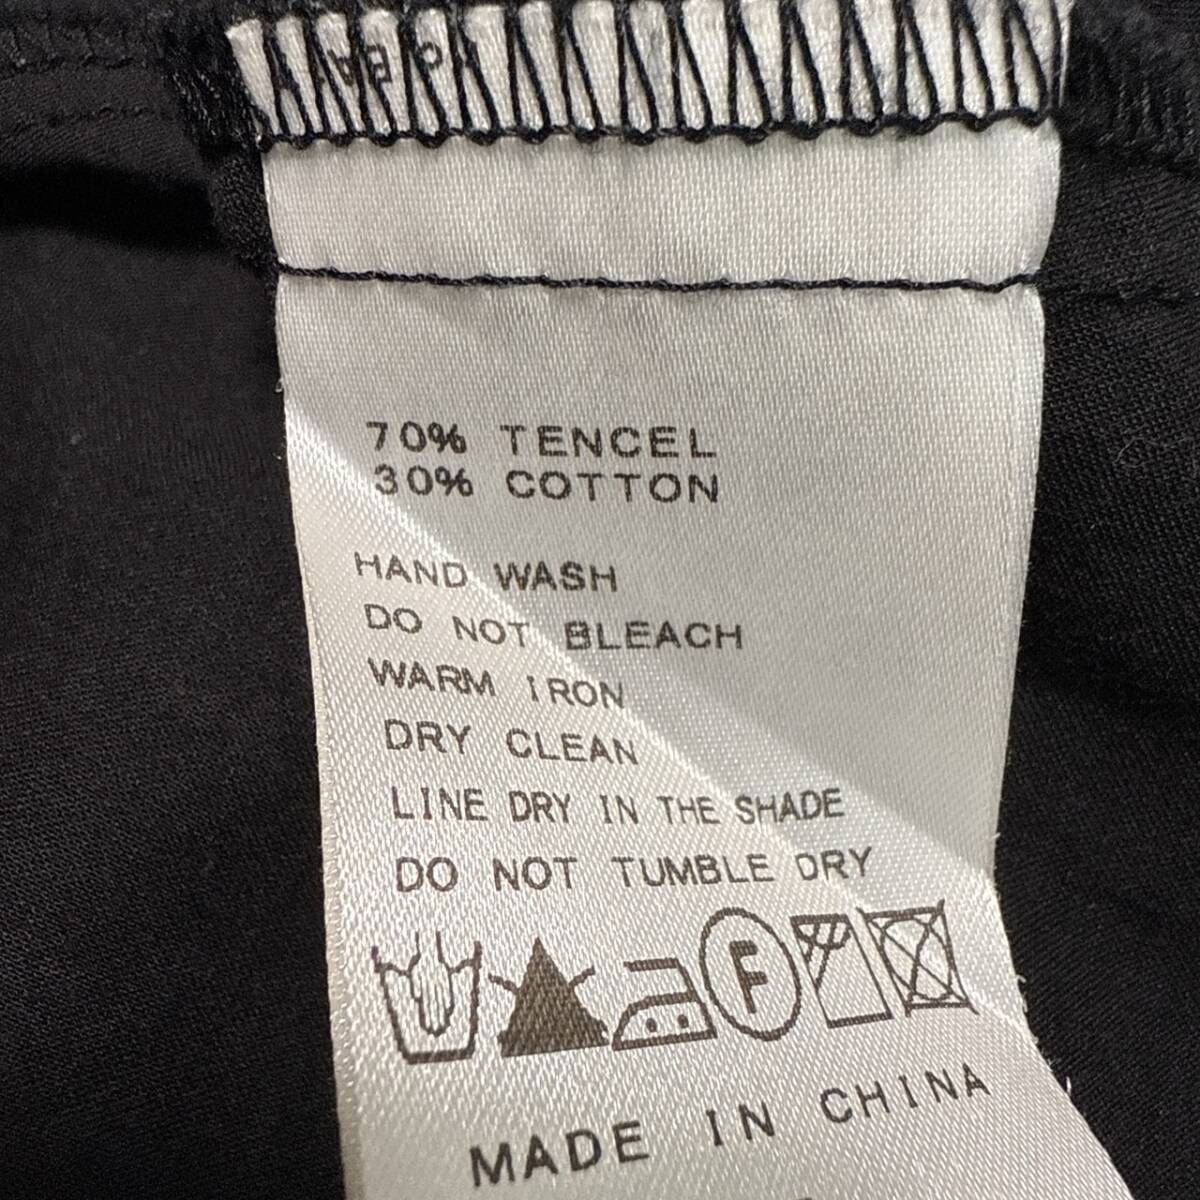 70% TENCEL
30% COTTON
HAND WASH
DO NOT BLEACH
WARM IRON
DRY CLEAN
LINE DRY IN THE SHADE
DO NOT TUMBLE DRY
F
MADE IN CHINA